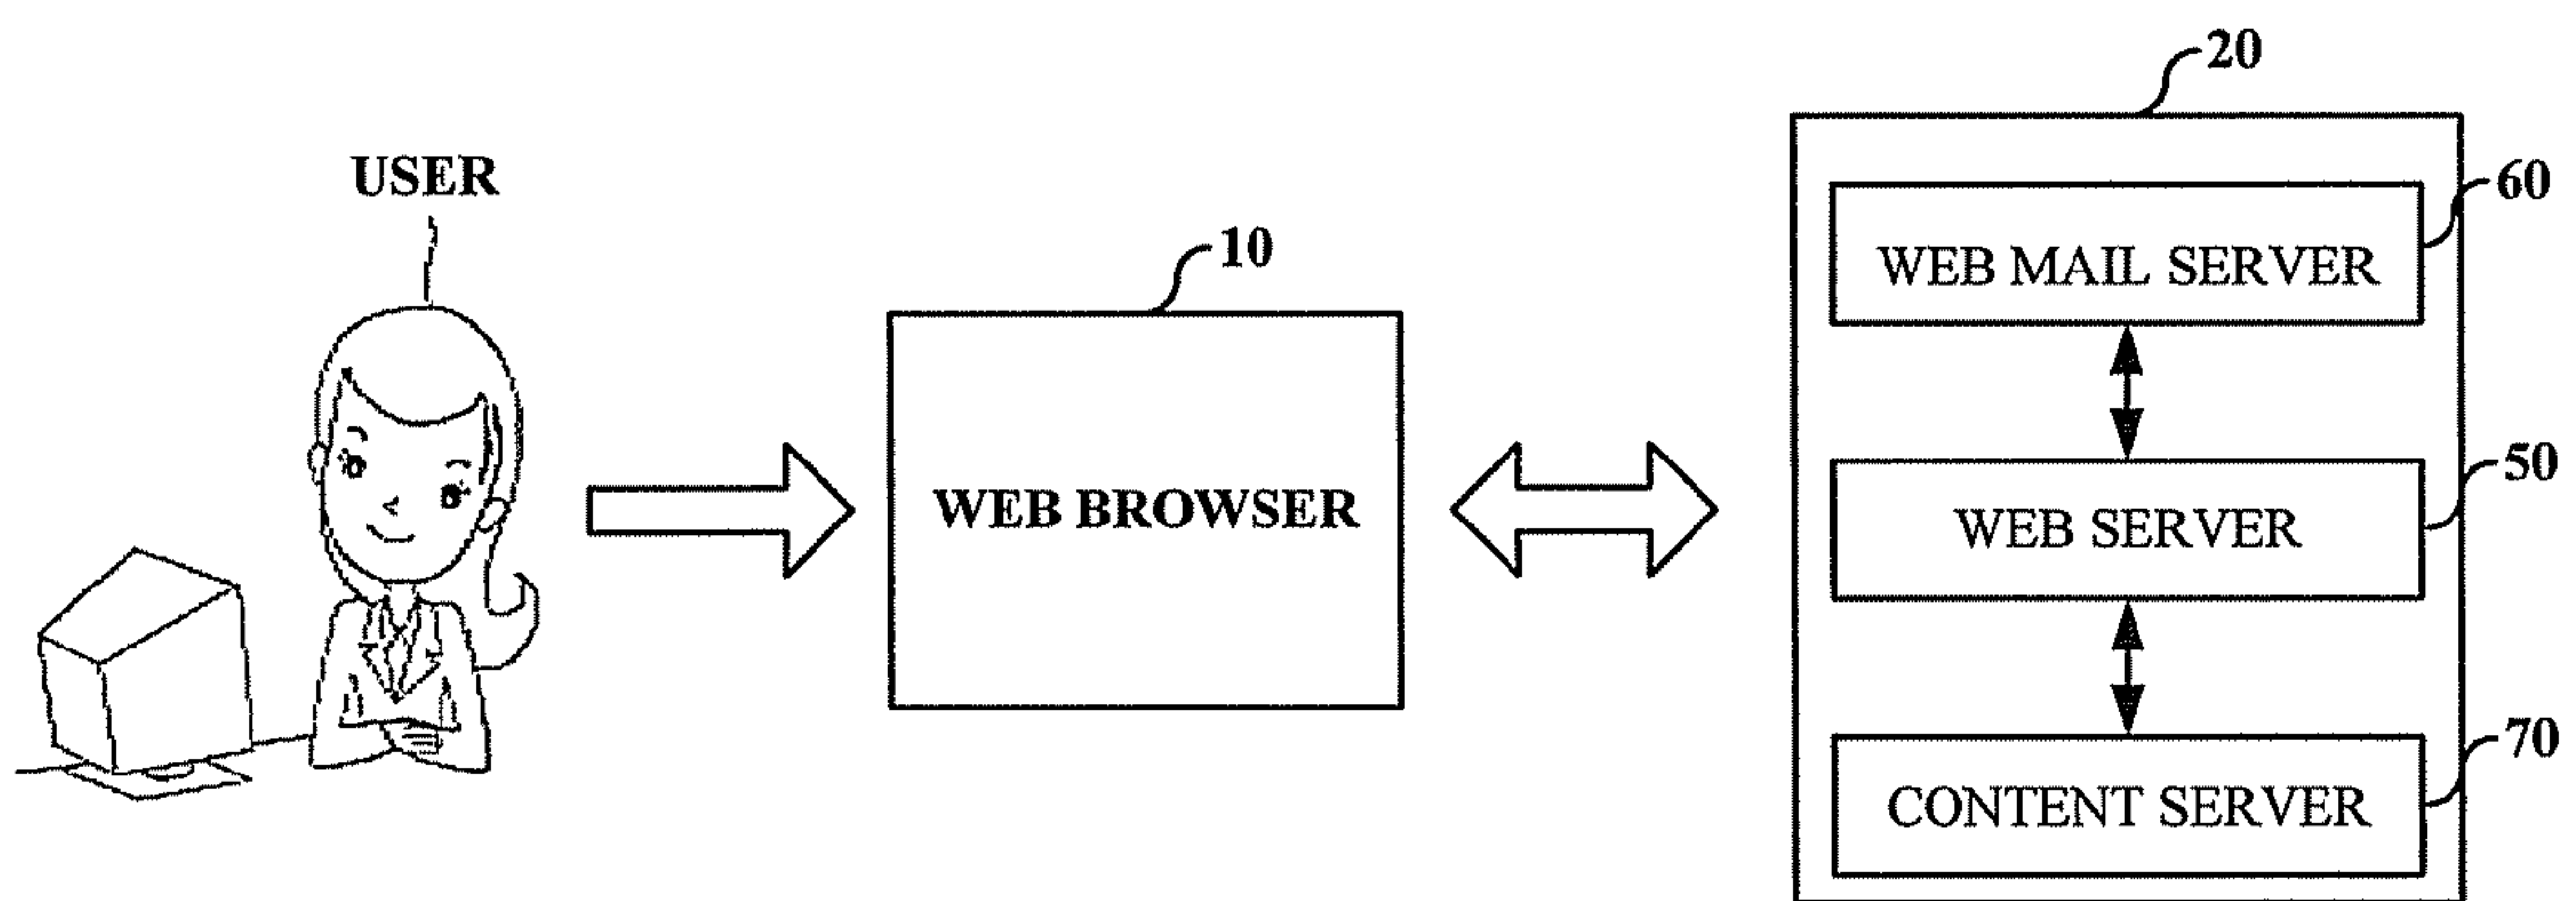 20
USER
60
10
WEB MAIL SERVER
50
WEB BROWSER
WEB SERVER
70
CONTENT SERVER